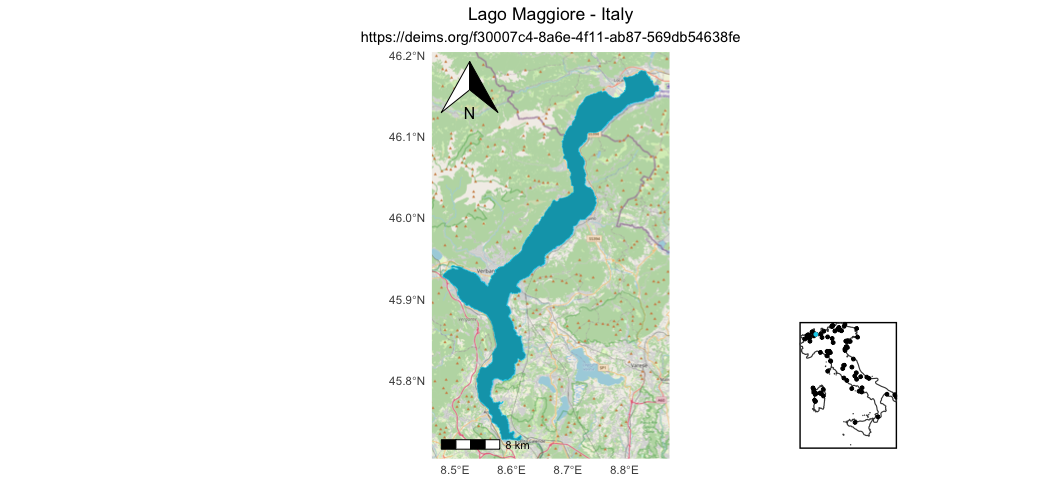 Lago Maggiore - Italy
https://deims.org/f30007c4-8a6e-4f11-ab87-569db54638fe
46.2°N
N
46.1°N
46.0°N
45.9°N
45.8°N
8 km
8.5°E 8.6°E 8.7°E 8.8°E